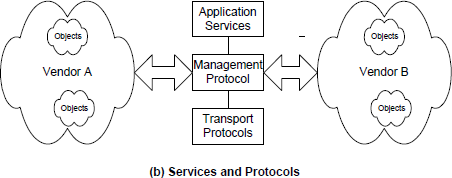 Objects
Vendor A
Objects
Application
Services
Management
Protocol
Transport
Protocols
Objects
Vendor B
Objects
(b) Services and Protocols